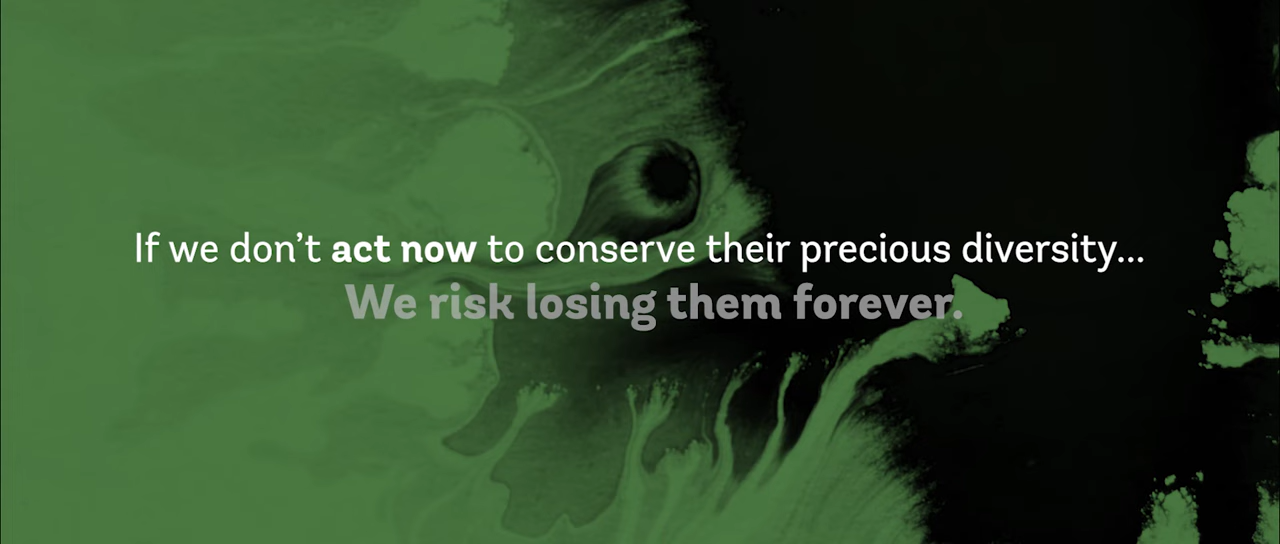 If we don’t act now to conserve their precious diversity...
We risk losing them forever.